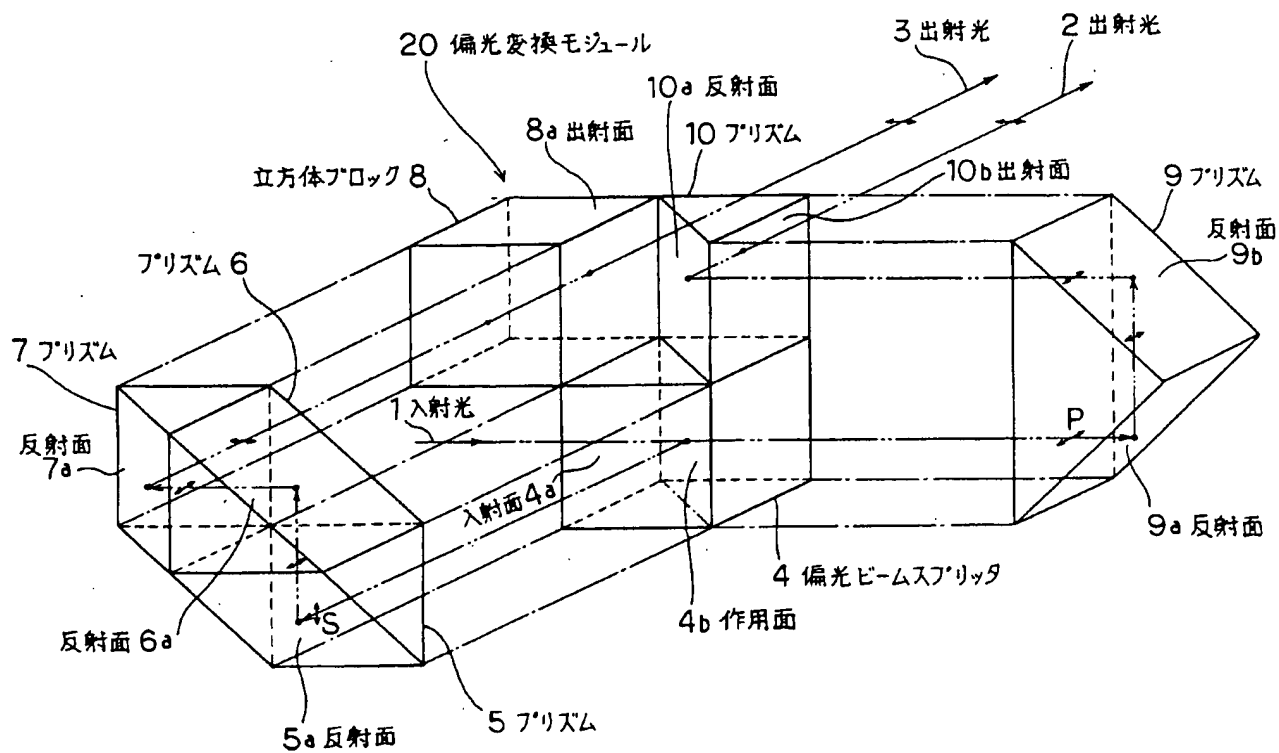 3 出射光
2 出射光
20 偏光変換モジュール
10a 反射面
8a 出射面
10 プリズム
立方体ブロック 8
10b 出射面
9 プリズム
反射面
9b
プリズム 6
7 プリズム
1 入射光
反射面
7a
P
入射面 4a
9a 反射面
4 偏光ビームスプリッタ
S
4b 作用面
反射面 6a
5 プリズム
5a 反射面